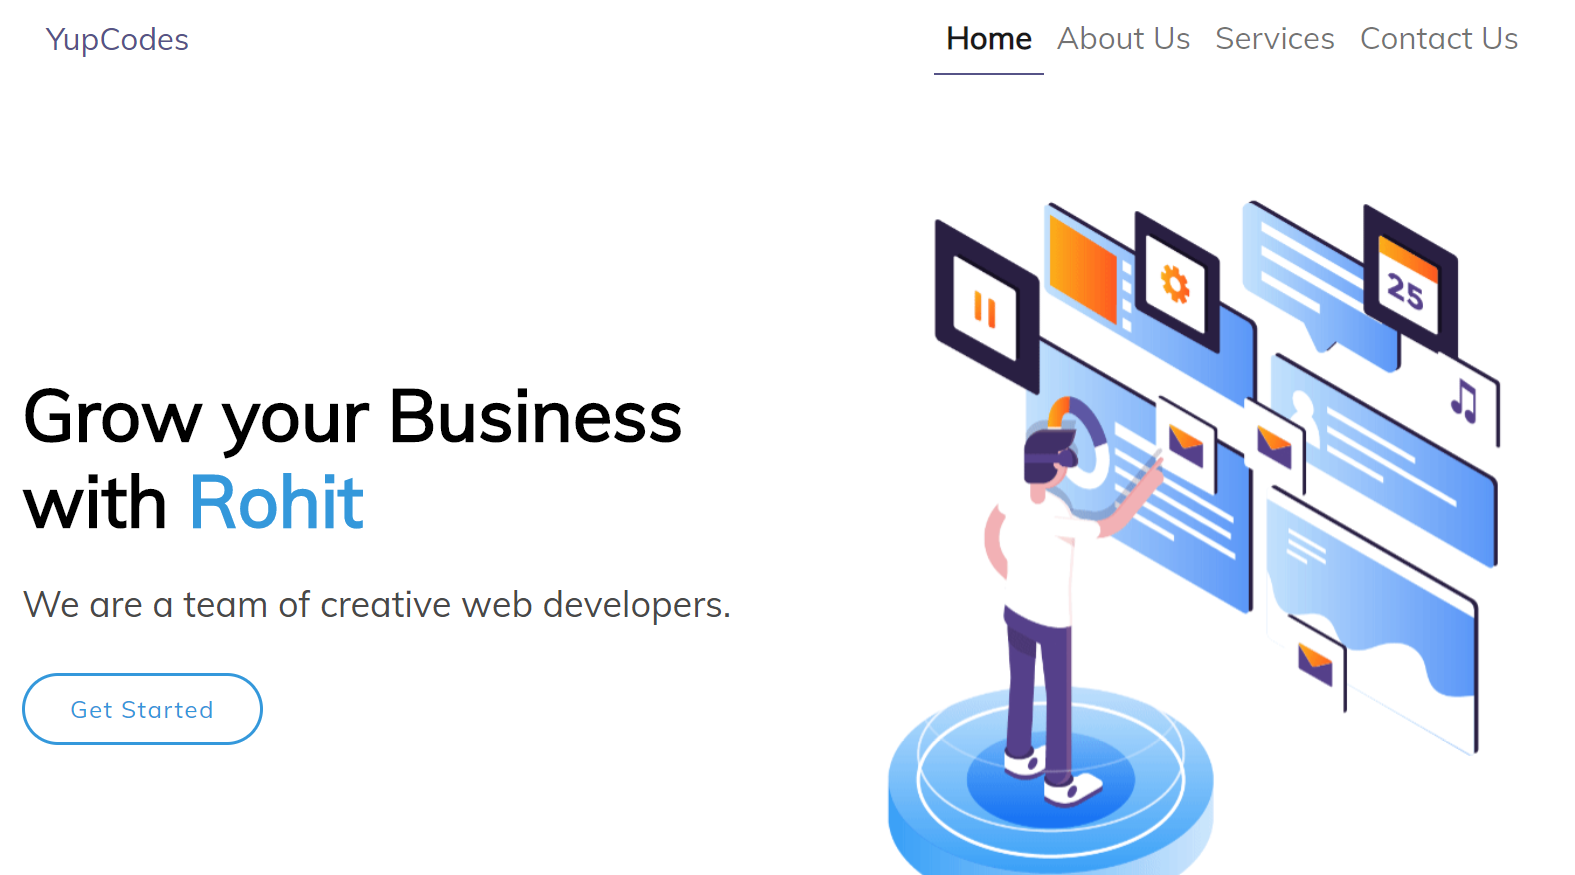 YupCodes
Home About Us Services Contact Us
25
Grow your Business
with Rohit
We are a team of creative web developers.
Get Started